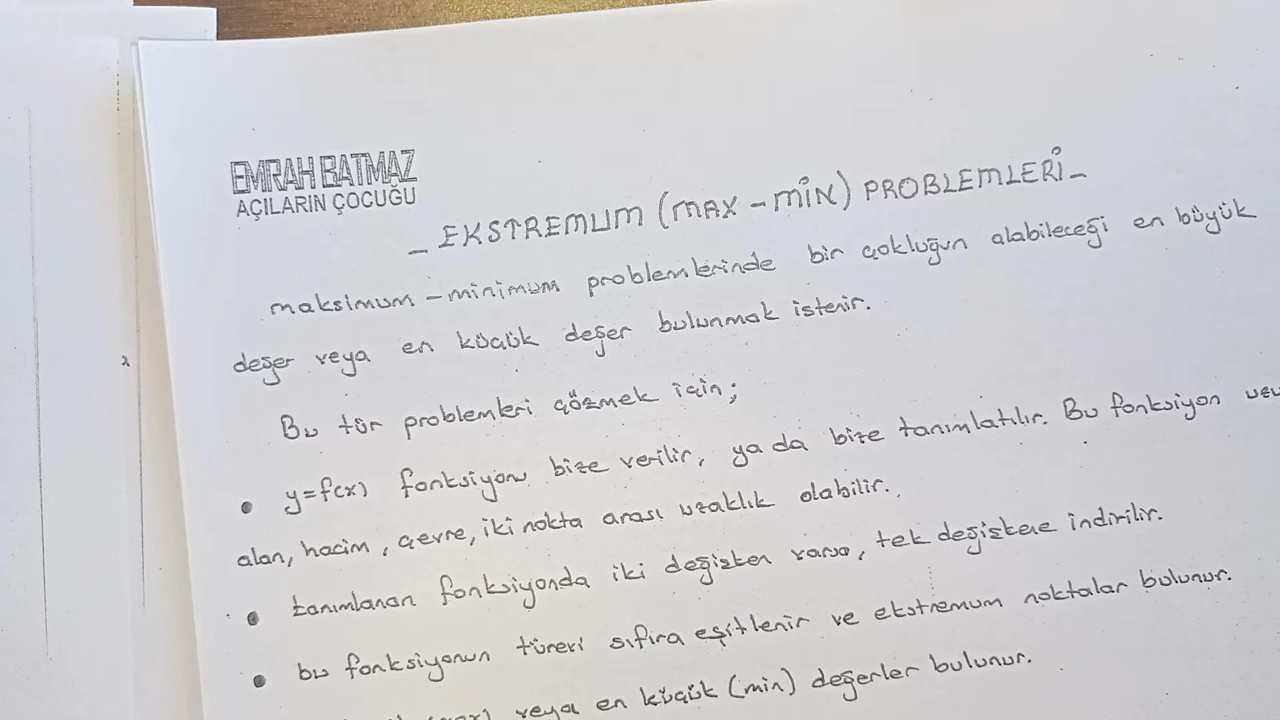 EMRAH BATMAZ
AÇILARIN ÇOCUĞU
- EKSTREMUM (MAX - MİN) PROBLEMLERİ -
maksimum - minimum problemlerinde bir çokluğun alabileceği en büyük
değer veya en küçük değer bulunmak istenir.
Bu tür problemleri çözmek için;
• y=f(x) fonksiyonu bize verilir, ya da bize tanımlatılır. Bu fonksiyon
alan, hacim, çevre, iki nokta arası uzaklık olabilir.
• tanımlanan fonksiyonda iki değişken varsa, tek değişkene indirilir.
• bu fonksiyonun türevi sıfıra eşitlenir ve ekstremum noktalar bulunur.
veya en küçük (min) değerler bulunur.